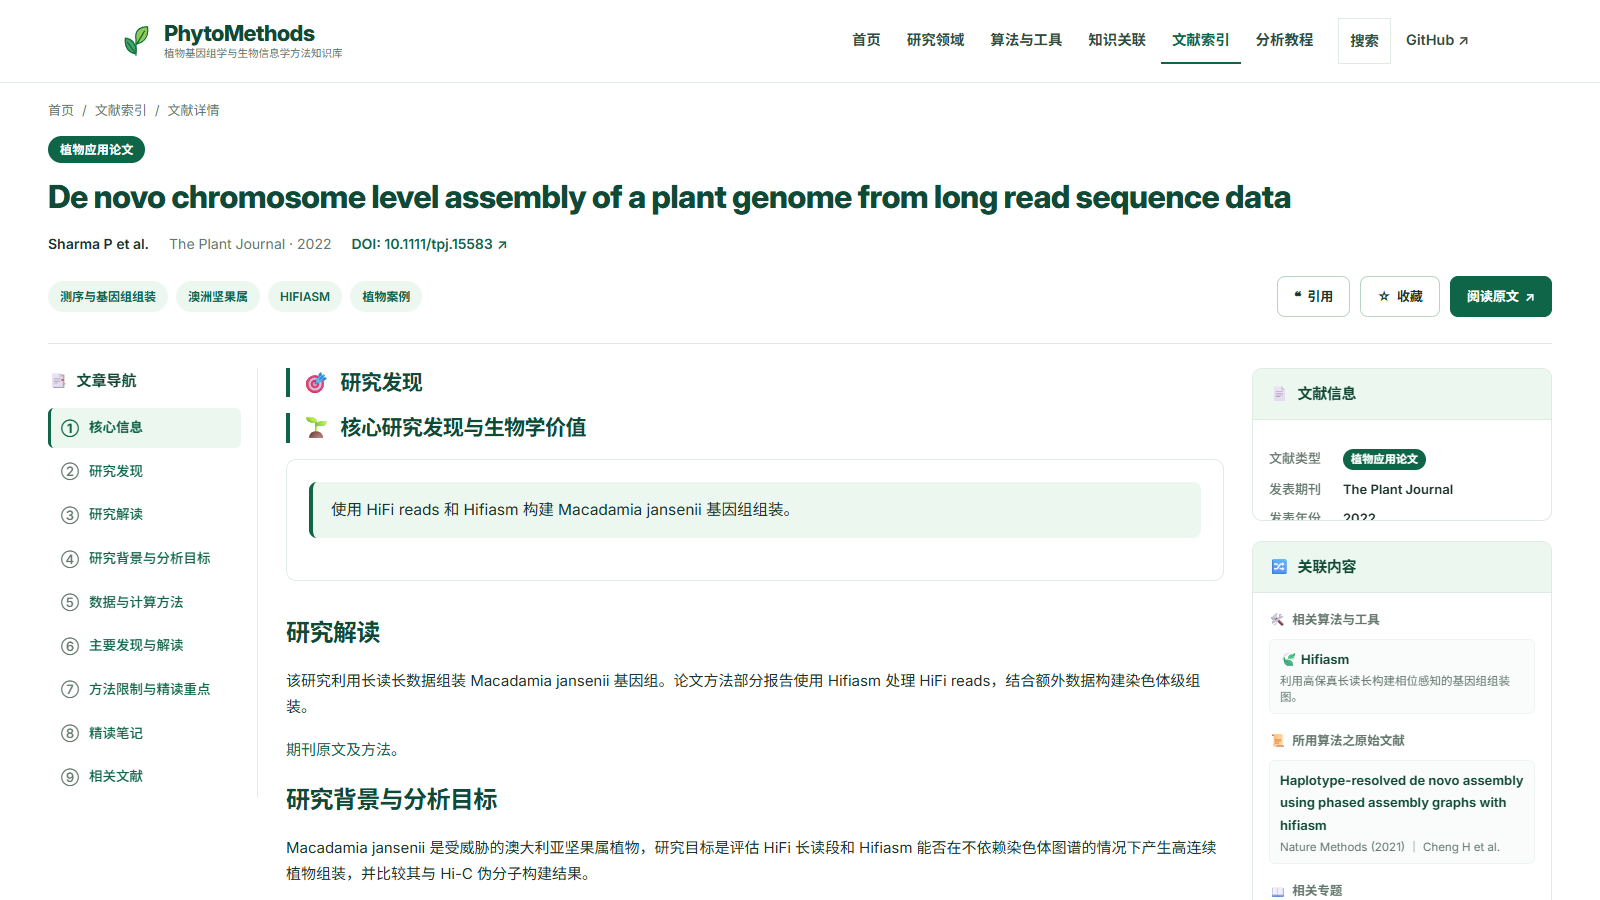 PhytoMethods
植物基因组学与生物信息学方法知识库
首页 研究领域 算法与工具 知识关联 文献索引 分析教程 搜索 GitHub ↗
首页 / 文献索引 / 文献详情
植物应用论文
De novo chromosome level assembly of a plant genome from long read sequence data
Sharma P et al. The Plant Journal · 2022 DOI: 10.1111/tpj.15583 ↗
测序与基因组组装 澳洲坚果属 HIFIASM 植物案例
❝ 引用 ☆ 收藏 阅读原文 ↗
文章导航
① 核心信息
② 研究发现
③ 研究解读
④ 研究背景与分析目标
⑤ 数据与计算方法
⑥ 主要发现与解读
⑦ 方法限制与精读重点
⑧ 精读笔记
⑨ 相关文献
研究发现
核心研究发现与生物学价值
使用 HiFi reads 和 Hifiasm 构建 Macadamia jansenii 基因组组装。
研究解读
该研究利用长读长数据组装 Macadamia jansenii 基因组。论文方法部分报告使用 Hifiasm 处理 HiFi reads，结合额外数据构建染色体级组
装。
期刊原文及方法。
研究背景与分析目标
Macadamia jansenii 是受威胁的澳大利亚坚果属植物，研究目标是评估 HiFi 长读段和 Hifiasm 能否在不依赖染色体图谱的情况下产生高连续
植物组装，并比较其与 Hi-C 伪分子构建结果。
文献信息
文献类型 植物应用论文
发表期刊 The Plant Journal
发表年份 2022
关联内容
相关算法与工具
Hifiasm
利用高保真长读长构建相位感知的基因组组装
图。
所用算法之原始文献
Haplotype-resolved de novo assembly
using phased assembly graphs with
hifiasm
Nature Methods (2021) | Cheng H et al.
相关专题